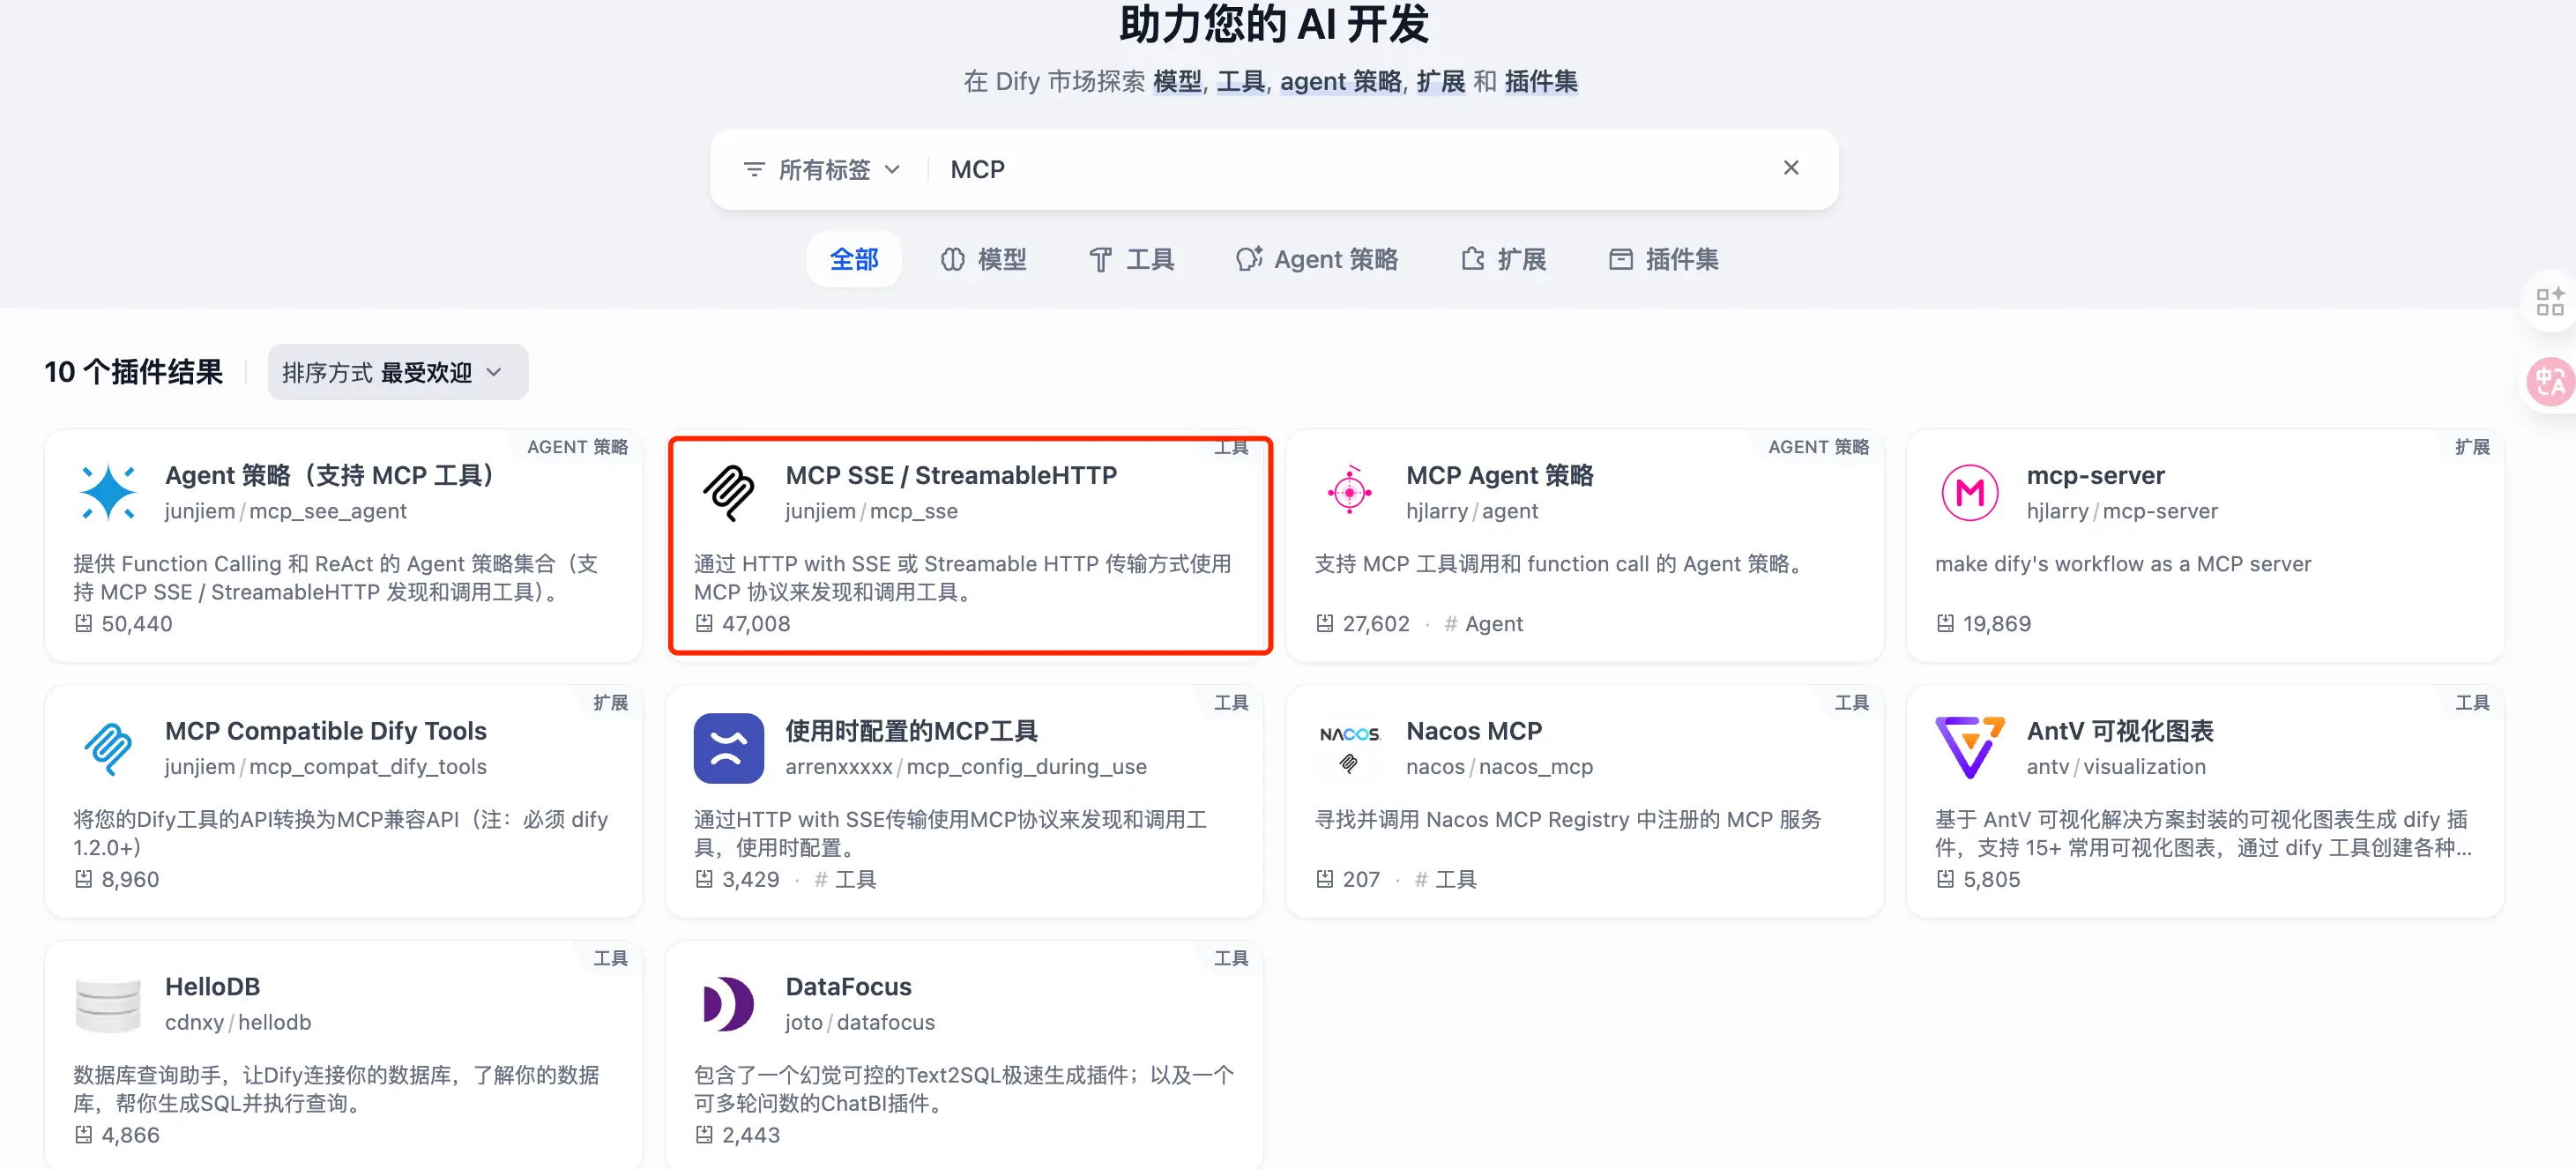 助力您的 AI 开发
在 Dify 市场探索 模型, 工具, agent 策略, 扩展 和 插件集
所有标签 MCP
全部 模型 工具 Agent 策略 扩展 插件集
10 个插件结果 排序方式 最受欢迎
AGENT 策略
Agent 策略（支持 MCP 工具）
junjiem/mcp_see_agent
提供 Function Calling 和 ReAct 的 Agent 策略集合（支
持 MCP SSE / StreamableHTTP 发现和调用工具）。
50,440
工具
MCP SSE / StreamableHTTP
junjiem/mcp_sse
通过 HTTP with SSE 或 Streamable HTTP 传输方式使用
MCP 协议来发现和调用工具。
47,008
AGENT 策略
MCP Agent 策略
hjlarry/agent
支持 MCP 工具调用和 function call 的 Agent 策略。
27,602 · # Agent
扩展
mcp-server
hjlarry/mcp-server
make dify's workflow as a MCP server
19,869
扩展
MCP Compatible Dify Tools
junjiem/mcp_compat_dify_tools
将您的Dify工具的API转换为MCP兼容API（注：必须 dify
1.2.0+）
8,960
工具
使用时配置的MCP工具
arrenxxxxx/mcp_config_during_use
通过HTTP with SSE传输使用MCP协议来发现和调用工
具，使用时配置。
3,429 · # 工具
工具
NACOS.
Nacos MCP
nacos/nacos_mcp
寻找并调用 Nacos MCP Registry 中注册的 MCP 服务
207 · # 工具
工具
AntV 可视化图表
antv/visualization
基于 AntV 可视化解决方案封装的可视化图表生成 dify 插
件，支持 15+ 常用可视化图表，通过 dify 工具创建各种...
5,805
工具
HelloDB
cdnxy/hellodb
数据库查询助手，让Dify连接你的数据库，了解你的数据
库，帮你生成SQL并执行查询。
4,866
工具
DataFocus
joto/datafocus
包含了一个幻觉可控的Text2SQL极速生成插件；以及一个
可多轮问数的ChatBI插件。
2,443
中A